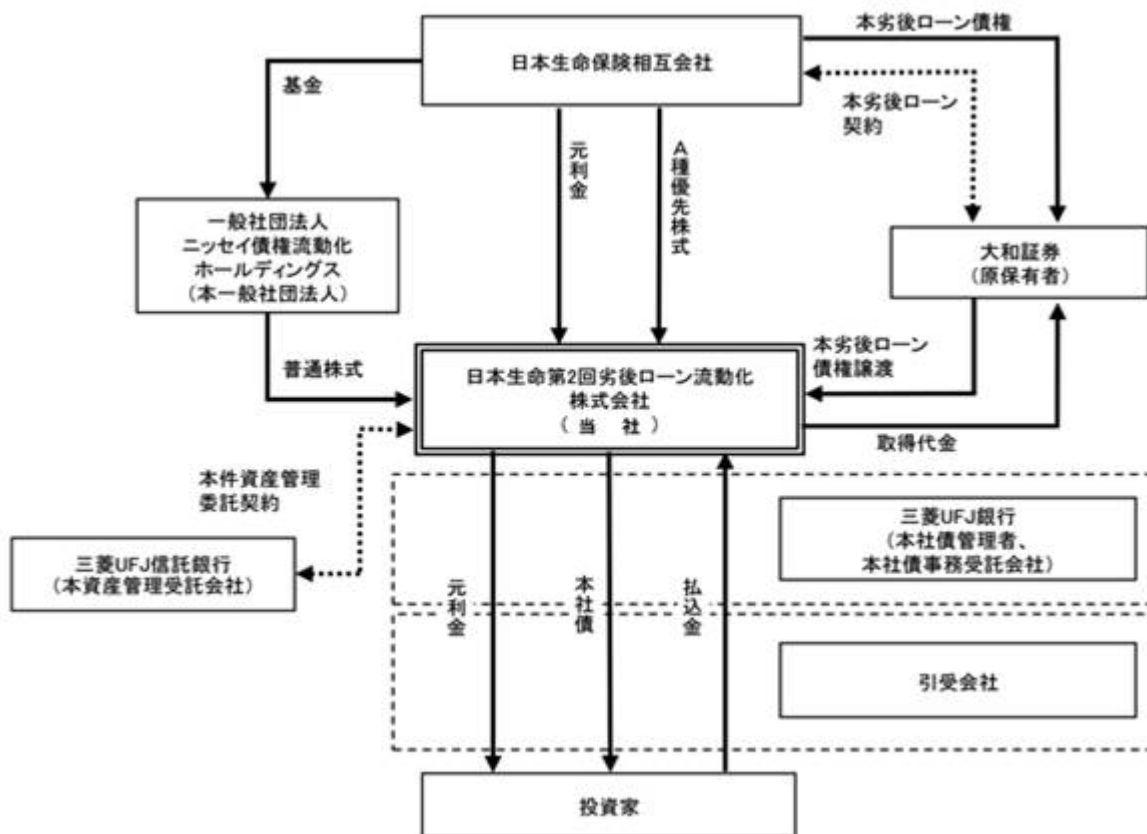 本劣後ローン債権
日本生命保険相互会社
基金
本劣後ローン
契約
元利金
A種優先株式
一般社団法人
ニッセイ債権流動化
ホールディングス
(本一般社団法人)
大和証券
(原保有者)
普通株式
日本生命第2回劣後ローン流動化
株式会社
(当 社)
本劣後ローン
債権譲渡
取得代金
本件資産管理
委託契約
三菱UFJ信託銀行
(本資産管理受託会社)
三菱UFJ銀行
(本社債管理者、
本社債事務受託会社)
元利金
本社債
払込金
引受会社
投資家